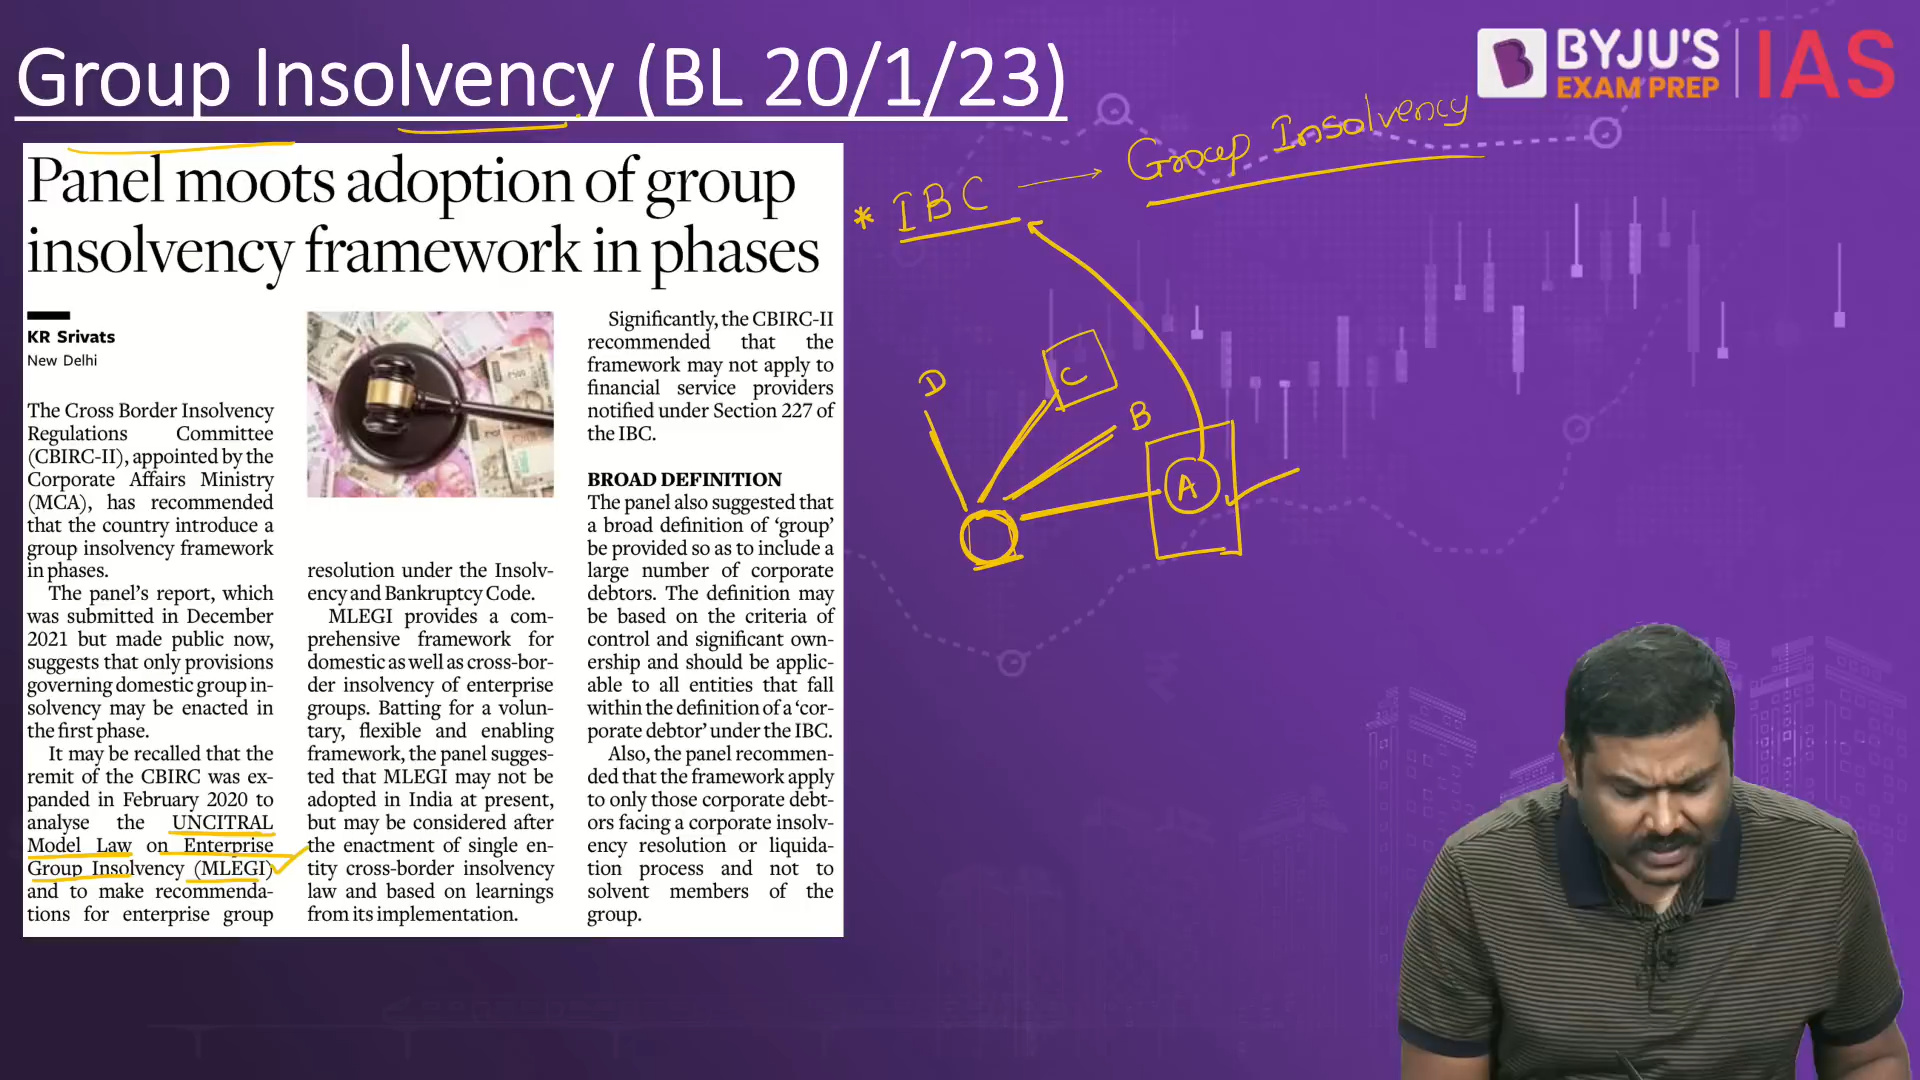 Group Insolvency (BL 20/1/23)
BYJU'S
EXAM PREP
IAS
Panel moots adoption of group
insolvency framework in phases
KR Srivats
New Delhi
The Cross Border Insolvency
Regulations Committee
(CBIRC-II), appointed by the
Corporate Affairs Ministry
(MCA), has recommended
that the country introduce a
group insolvency framework
in phases.
The panel's report, which
was submitted in December
2021 but made public now,
suggests that only provisions
governing domestic group in-
solvency may be enacted in
the first phase.
It may be recalled that the
remit of the CBIRC was ex-
panded in February 2020 to
analyse the UNCITRAL
Model Law on Enterprise
Group Insolvency (MLEGI)
and to make recommenda-
tions for enterprise group
resolution under the Insolv-
ency and Bankruptcy Code.
MLEGI provides a com-
prehensive framework for
domestic as well as cross-bor-
der insolvency of enterprise
groups. Batting for a volun-
tary, flexible and enabling
framework, the panel sugges-
ted that MLEGI may not be
adopted in India at present,
but may be considered after
the enactment of single en-
tity cross-border insolvency
law and based on learnings
from its implementation.
Significantly, the CBIRC-II
recommended that the
framework may not apply to
financial service providers
notified under Section 227 of
the IBC.
BROAD DEFINITION
The panel also suggested that
a broad definition of 'group'
be provided so as to include a
large number of corporate
debtors. The definition may
be based on the criteria of
control and significant own-
ership and should be applic-
able to all entities that fall
within the definition of a 'cor-
porate debtor' under the IBC.
Also, the panel recommen-
ded that the framework apply
to only those corporate debt-
ors facing a corporate insolv-
ency resolution or liquida-
tion process and not to
solvent members of the
group.
* IBC → Group Insolvency
D
C
B
A